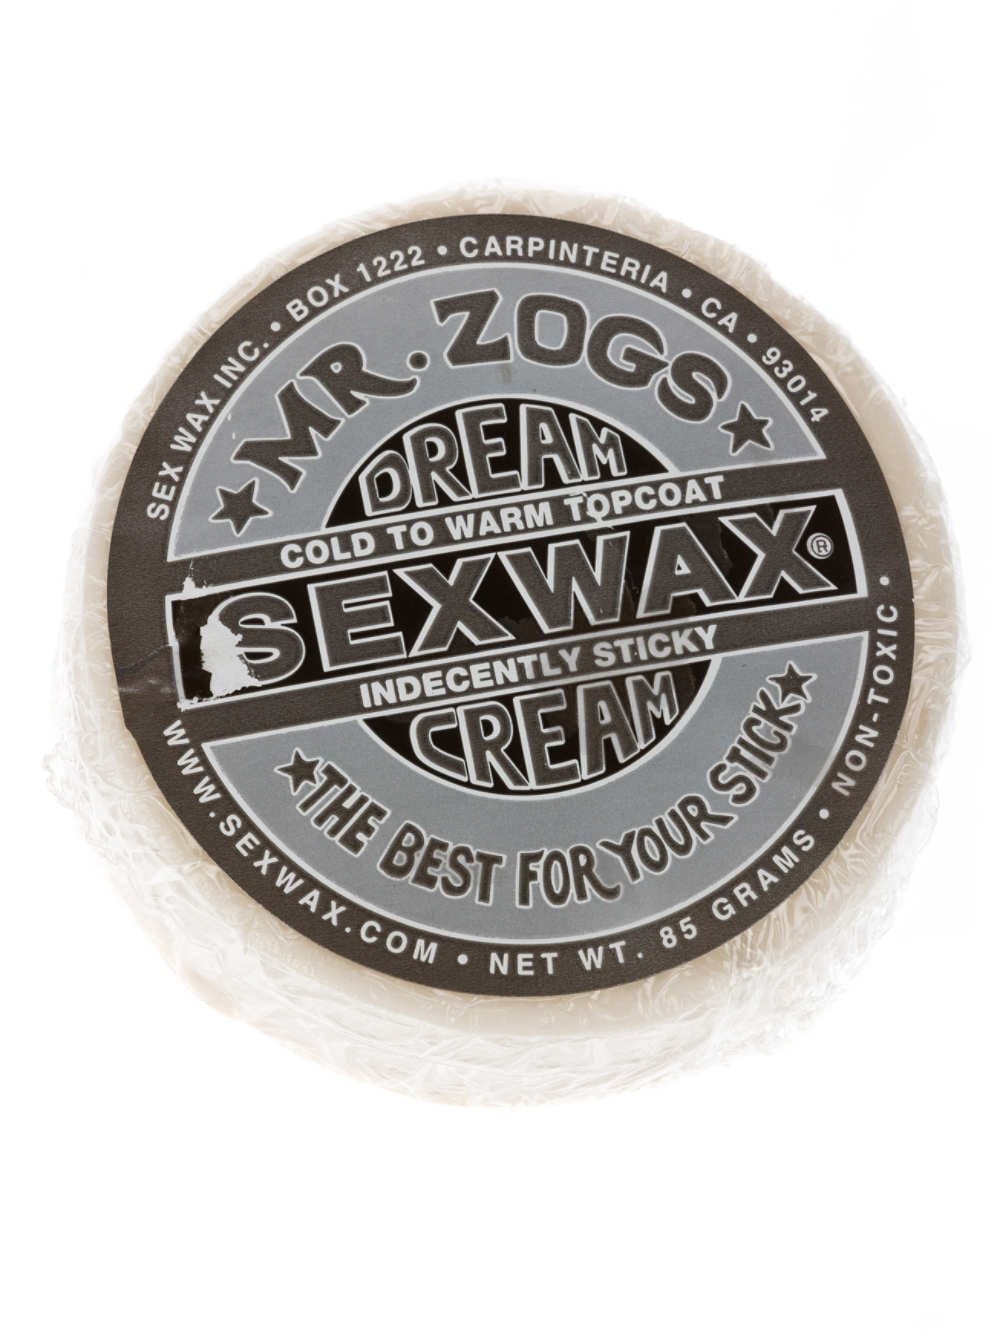 SEX WAX INC. • BOX 1222 • CARPINTERIA • CA • 93014
MR. ZOGS
DREAM
COLD TO WARM TOPCOAT
SEXWAX®
INDECENTLY STICKY
CREAM
THE BEST FOR YOUR STICK
WWW.SEXWAX.COM • NET WT. 85 GRAMS • NON-TOXIC •